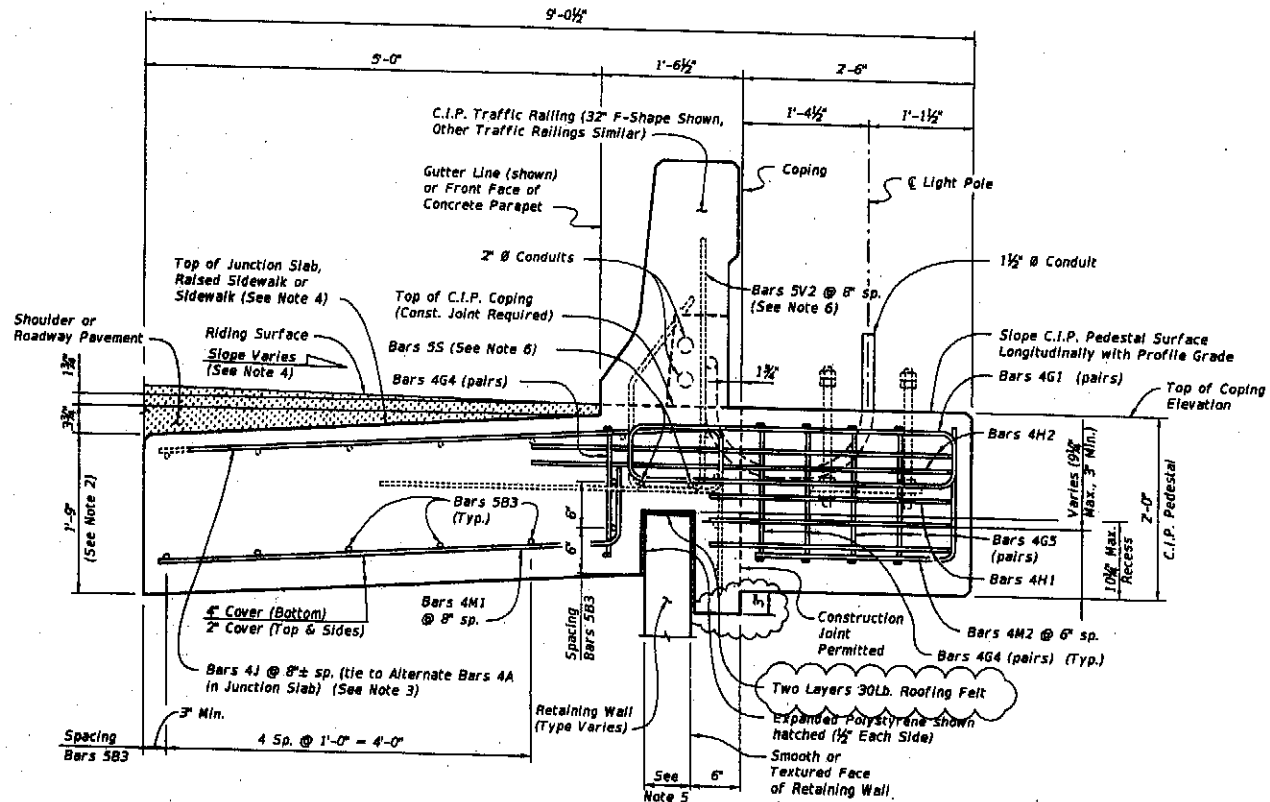 9'-0½"
5'-0"
1'-6½"
2'-6"
1'-4½"
1'-1½"
C.I.P. Traffic Railing (32" F-Shape Shown,
Other Traffic Railings Similar)
Gutter Line (shown)
or Front Face of
Concrete Parapet
Coping
℄ Light Pole
2" Ø Conduits
1½" Ø Conduit
Top of Junction Slab,
Raised Sidewalk or
Sidewalk (See Note 4)
Top of C.I.P. Coping
(Const. Joint Required)
Bars 5V2 @ 8" sp.
(See Note 6)
Shoulder or
Roadway Pavement
Riding Surface
Slope Varies
(See Note 4)
Bars 5S (See Note 6)
Slope C.I.P. Pedestal Surface
Longitudinally with Profile Grade
Bars 4G4 (pairs)
Bars 4G1 (pairs)
Top of Coping
Elevation
Bars 4H2
1'-9"
(See Note 2)
Bars 5B3
(Typ.)
6"
6"
Max., 3" Min.)
2'-0"
C.I.P. Pedestal
Bars 4G5
(pairs)
Recess
Bars 4H1
4" Cover (Bottom)
2" Cover (Top & Sides)
Bars 4M1
@ 8" sp.
Spacing
Bars 5B3
Construction
Joint
Permitted
Bars 4M2 @ 6" sp.
Bars 4G4 (pairs) (Typ.)
Bars 4J @ 8"± sp. (tie to Alternate Bars 4A
in Junction Slab) (See Note 3)
Two Layers 30Lb. Roofing Felt
3" Min.
Retaining Wall
(Type Varies)
Expanded Polystyrene shown
hatched (½" Each Side)
Spacing
Bars 5B3
4 Sp. @ 1'-0" = 4'-0"
Smooth or
Textured Face
of Retaining Wall
See
Note 5
6"